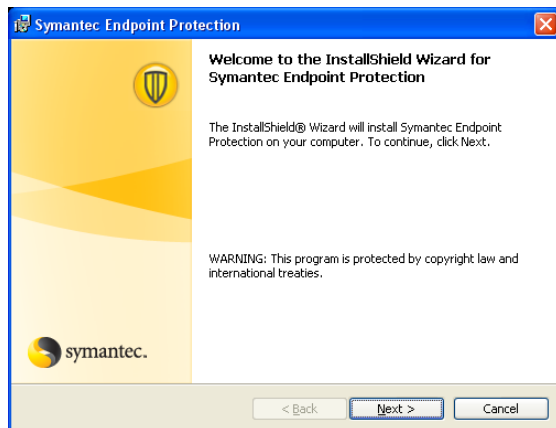 Symantec Endpoint Protection
Welcome to the InstallShield Wizard for
Symantec Endpoint Protection
The InstallShield® Wizard will install Symantec Endpoint
Protection on your computer. To continue, click Next.
WARNING: This program is protected by copyright law and
international treaties.
symantec.
< Back
Next >
Cancel